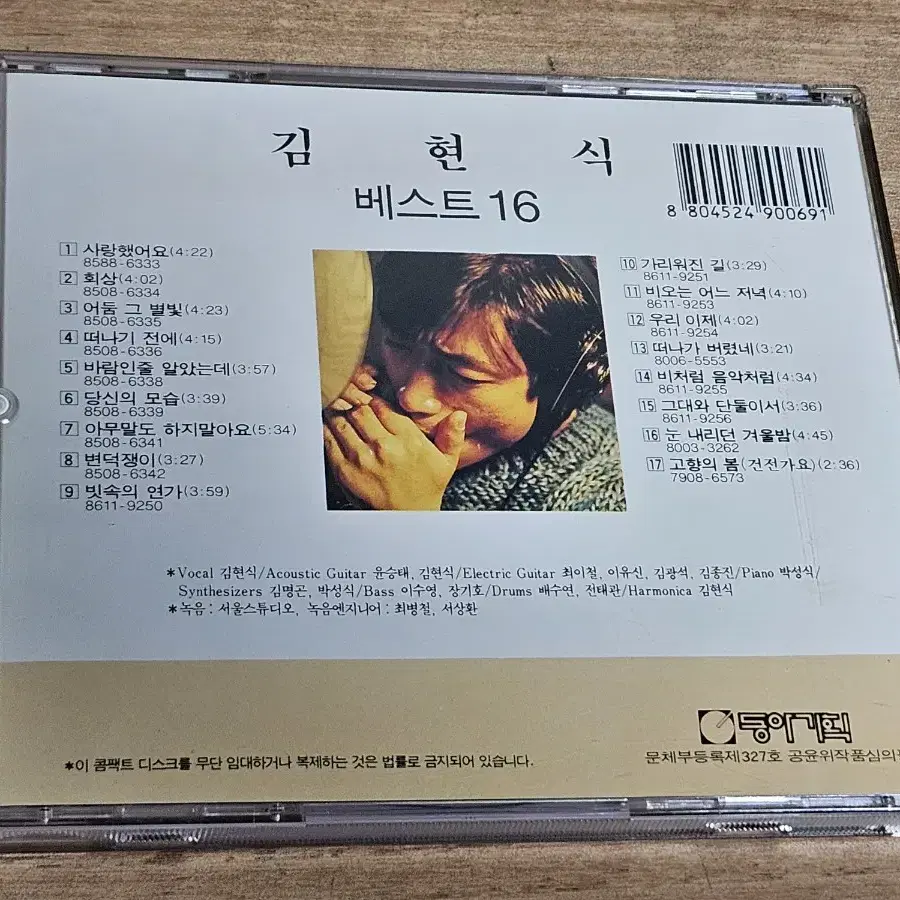 김 현 식
베스트 16
8 804524 900691
1 사랑했어요(4:22)
8588-6333
2 회상(4:02)
8508-6334
3 어둠 그 별빛(4:23)
8508-6335
4 떠나기 전에(4:15)
8508-6336
5 바람인줄 알았는데(3:57)
8508-6338
6 당신의 모습(3:39)
8508-6339
7 아무말도 하지말아요(5:34)
8508-6341
8 변덕쟁이(3:27)
8508-6342
9 빗속의 연가(3:59)
8611-9250
10 가리워진 길(3:29)
8611-9251
11 비오는 어느 저녁(4:10)
8611-9253
12 우리 이제(4:02)
8611-9254
13 떠나가 버렸네(3:21)
8006-5553
14 비처럼 음악처럼(4:34)
8611-9255
15 그대와 단둘이서(3:36)
8611-9256
16 눈 내리던 겨울밤(4:45)
8003-3262
17 고향의 봄(건전가요)(2:36)
7908-6573
*Vocal 김현식/Acoustic Guitar 윤승태, 김현식/Electric Guitar 최이철, 이유신, 김광석, 김종진/Piano 박성식/
Synthesizers 김명곤, 박성식/Bass 이수영, 장기호/Drums 배수연, 전태관/Harmonica 김현식
*녹음: 서울스튜디오, 녹음엔지니어: 최병철, 서상환
동아기획
*이 콤팩트 디스크를 무단 임대하거나 복제하는 것은 법률로 금지되어 있습니다.
문체부등록제327호 공윤위작품심의